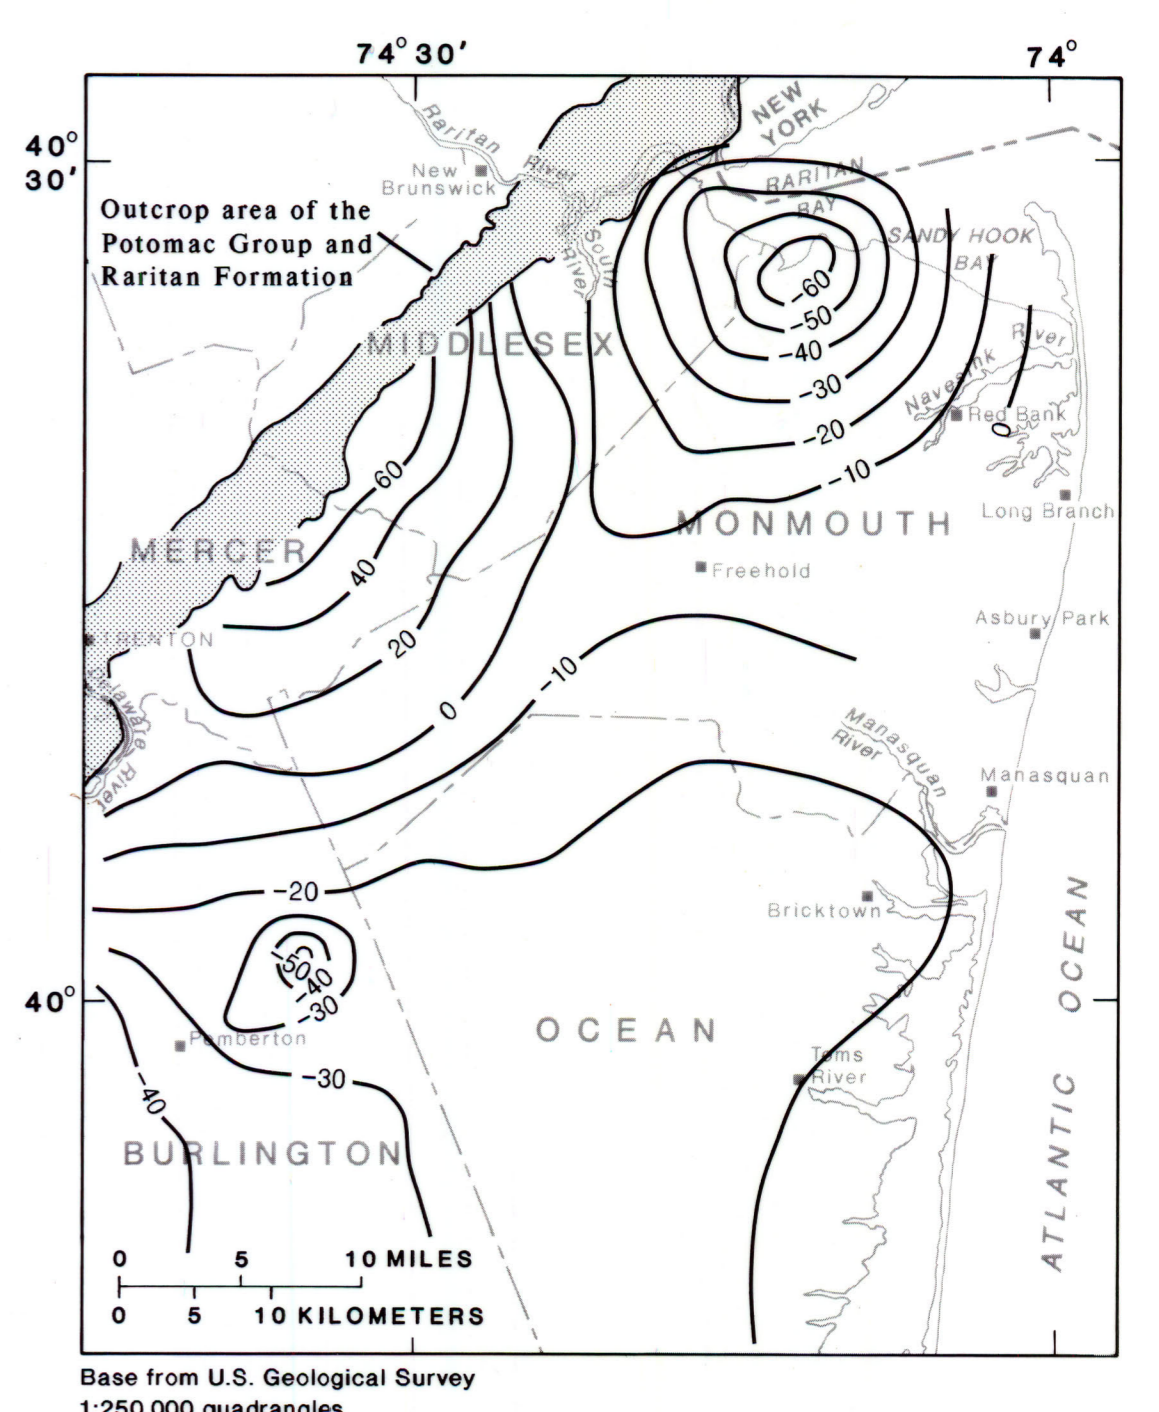 74° 30′
74°
40°
30′
NEW
YORK
Raritan
River
New
Brunswick
RARITAN
BAY
Outcrop area of the
Potomac Group and
Raritan Formation
South
River
SANDY HOOK
BAY
-60
-50
-40
-30
-20
-10
MIDDLESEX
River
Navesink
Red Bank
0
60
Long Branch
MONMOUTH
MERCER
40
Freehold
Asbury Park
TRENTON
20
-10
0
Manasquan
River
Manasquan
River
-20
Bricktown
-50
-40
-30
40°
OCEAN
Pemberton
Toms
River
-30
-40
BURLINGTON
ATLANTIC OCEAN
0 5 10 MILES
0 5 10 KILOMETERS
Base from U.S. Geological Survey
1:250,000 quadrangles